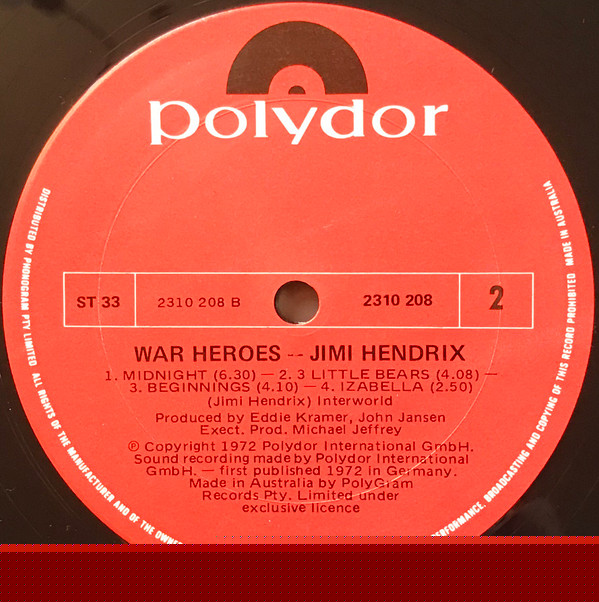 polydor
ST 33
2310 208 B
2310 208
2
WAR HEROES -- JIMI HENDRIX
1. MIDNIGHT (6.30) — 2. 3 LITTLE BEARS (4.08) —
3. BEGINNINGS (4.10) — 4. IZABELLA (2.50)
(Jimi Hendrix) Interworld
Produced by Eddie Kramer, John Jansen
Exect. Prod. Michael Jeffrey
℗ Copyright 1972 Polydor International GmbH.
Sound recording made by Polydor International
GmbH. — first published 1972 in Germany.
Made in Australia by PolyGram
Records Pty. Limited under
exclusive licence
DISTRIBUTED BY PHONOGRAM PTY LIMITED ALL RIGHTS OF THE MANUFACTURER AND OF THE OWNE
PERFORMANCE, BROADCASTING AND COPYING OF THIS RECORD PROHIBITED MADE IN AUSTRALIA